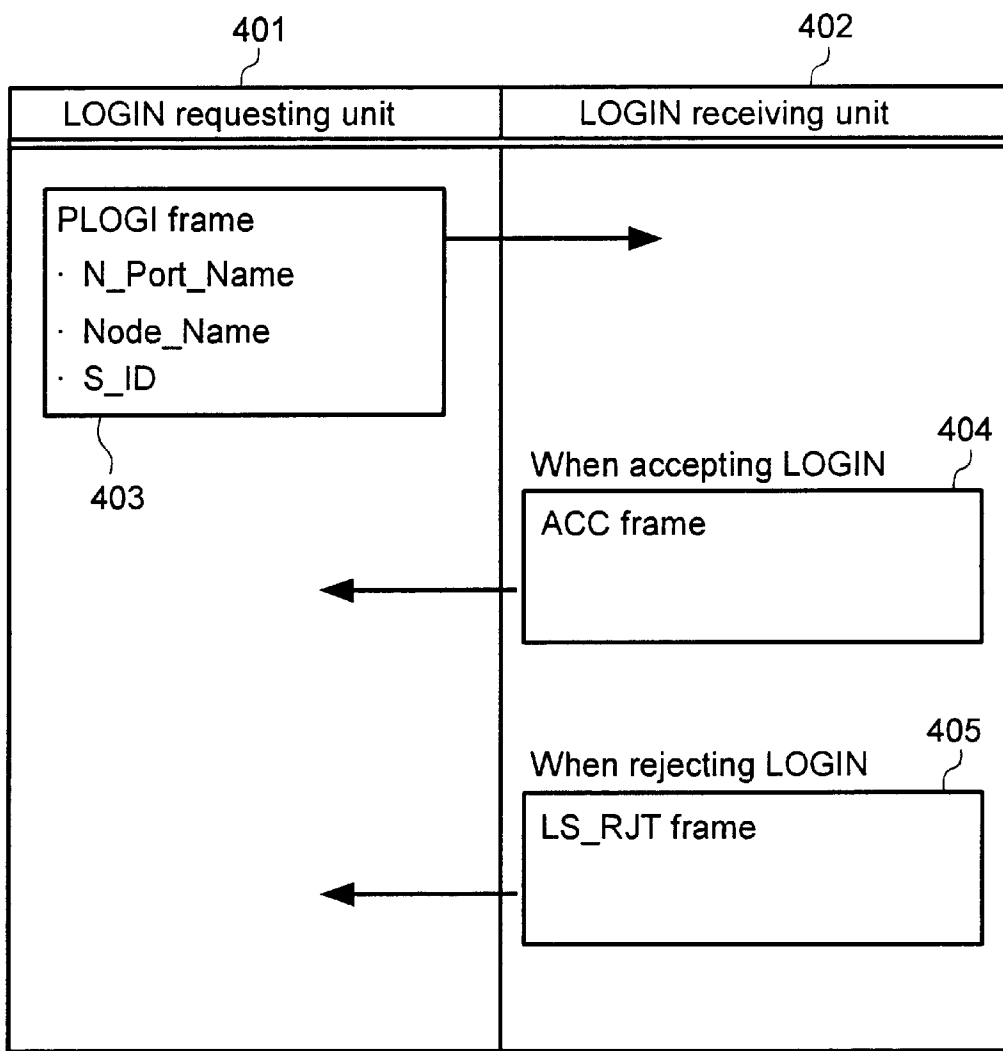 401
402
LOGIN requesting unit
LOGIN receiving unit
PLOGI frame
· N_Port_Name
· Node_Name
· S_ID
403
404
When accepting LOGIN
ACC frame
405
When rejecting LOGIN
LS_RJT frame